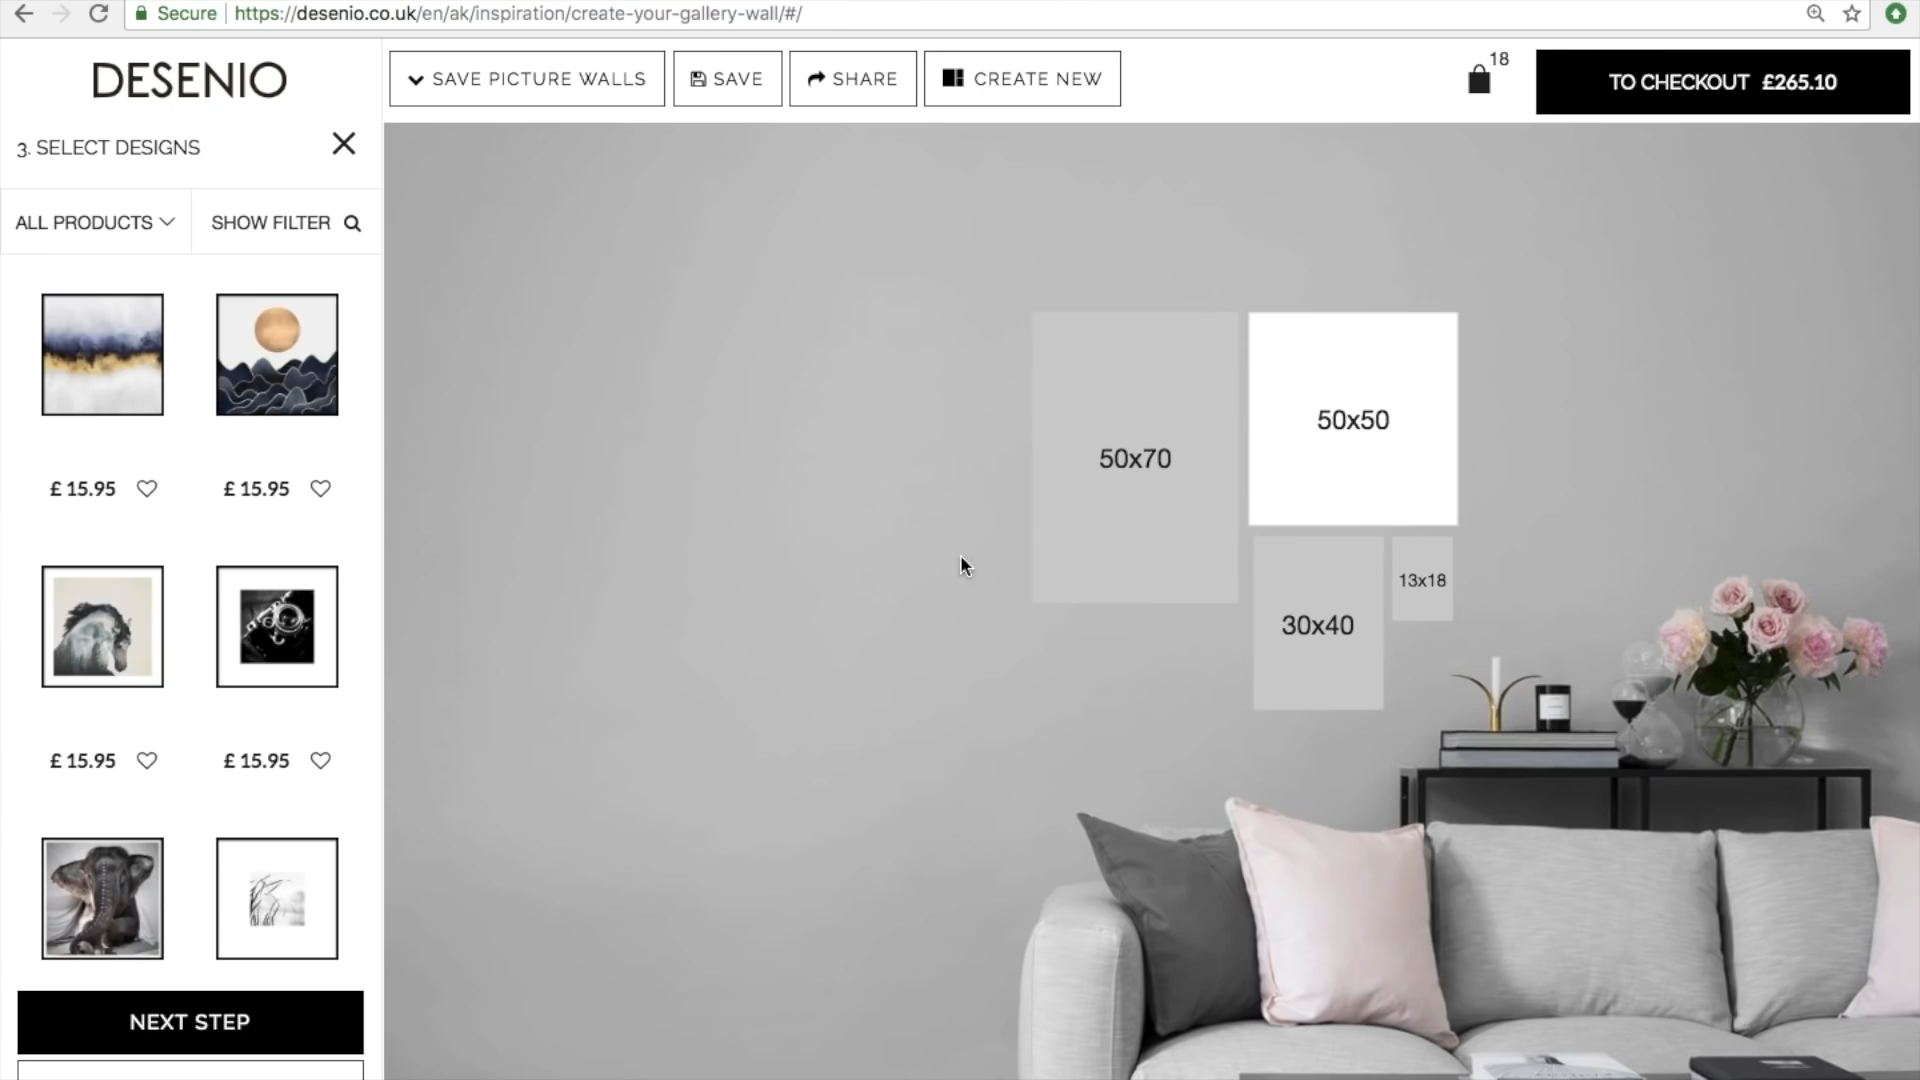 Secure https://desenio.co.uk/en/ak/inspiration/create-your-gallery-wall/#/
DESENIO
SAVE PICTURE WALLS
SAVE
SHARE
CREATE NEW
18
TO CHECKOUT £265.10
3. SELECT DESIGNS
ALL PRODUCTS
SHOW FILTER
50x70
50x50
30x40
13x18
£ 15.95
£ 15.95
£ 15.95
£ 15.95
NEXT STEP